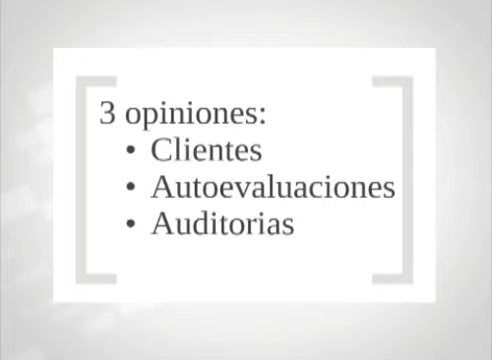 3 opiniones:
• Clientes
• Autoevaluaciones
• Auditorias